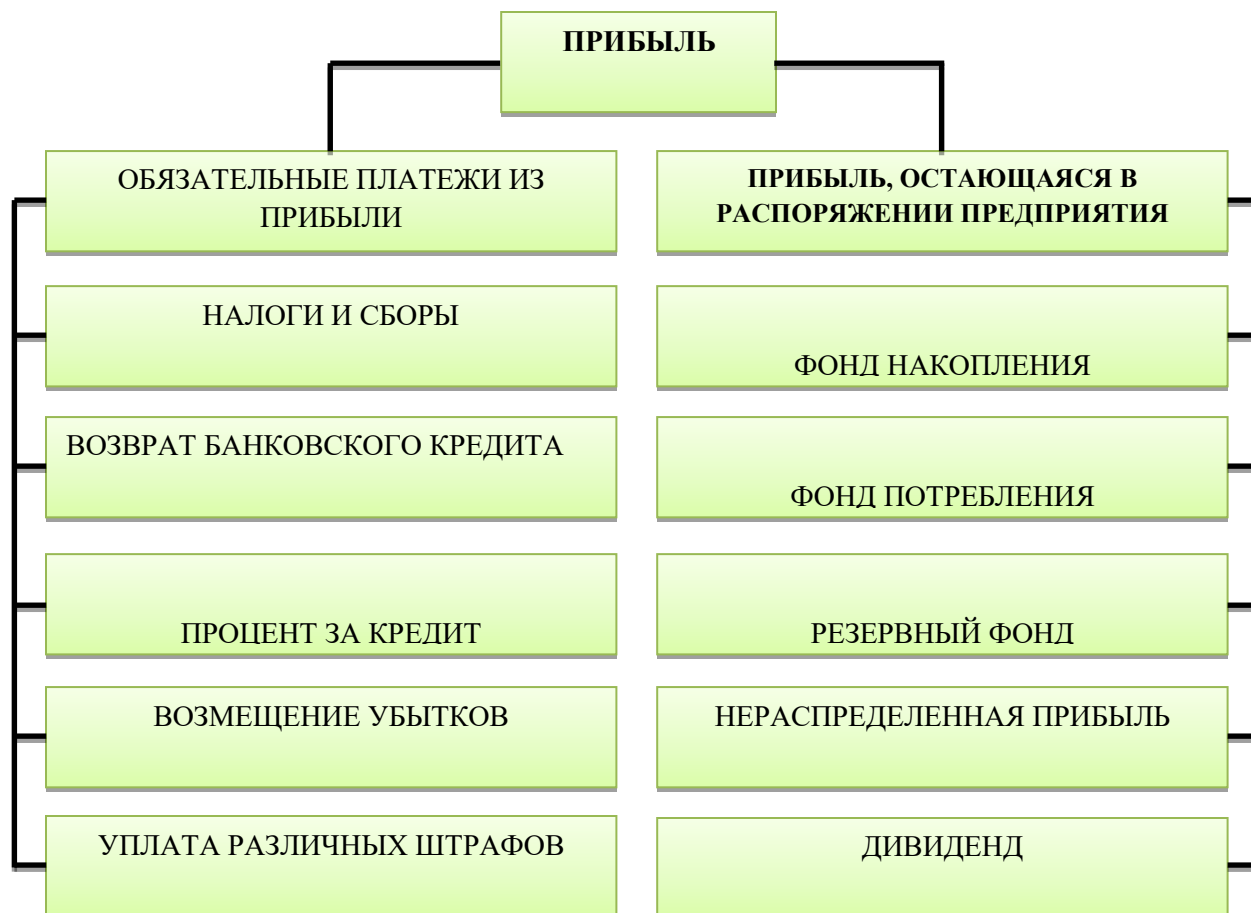 ПРИБЫЛЬ
ОБЯЗАТЕЛЬНЫЕ ПЛАТЕЖИ ИЗ
ПРИБЫЛИ
ПРИБЫЛЬ, ОСТАЮЩАЯСЯ В
РАСПОРЯЖЕНИИ ПРЕДПРИЯТИЯ
НАЛОГИ И СБОРЫ
ФОНД НАКОПЛЕНИЯ
ВОЗВРАТ БАНКОВСКОГО КРЕДИТА
ФОНД ПОТРЕБЛЕНИЯ
ПРОЦЕНТ ЗА КРЕДИТ
РЕЗЕРВНЫЙ ФОНД
ВОЗМЕЩЕНИЕ УБЫТКОВ
НЕРАСПРЕДЕЛЕННАЯ ПРИБЫЛЬ
УПЛАТА РАЗЛИЧНЫХ ШТРАФОВ
ДИВИДЕНД